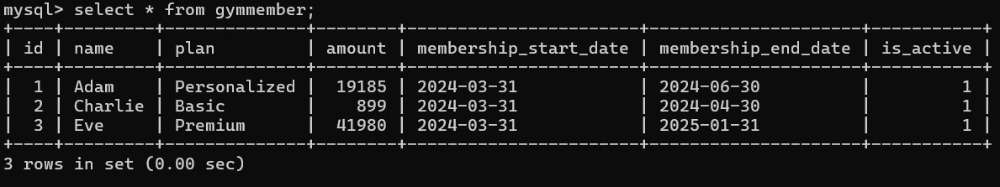 mysql> select * from gymmember;
+----+---------+--------------+--------+-----------------------+---------------------+-----------+
| id | name    | plan         | amount | membership_start_date | membership_end_date | is_active |
+----+---------+--------------+--------+-----------------------+---------------------+-----------+
|  1 | Adam    | Personalized |  19185 | 2024-03-31            | 2024-06-30          |         1 |
|  2 | Charlie | Basic        |    899 | 2024-03-31            | 2024-04-30          |         1 |
|  3 | Eve     | Premium      |  41980 | 2024-03-31            | 2025-01-31          |         1 |
+----+---------+--------------+--------+-----------------------+---------------------+-----------+
3 rows in set (0.00 sec)